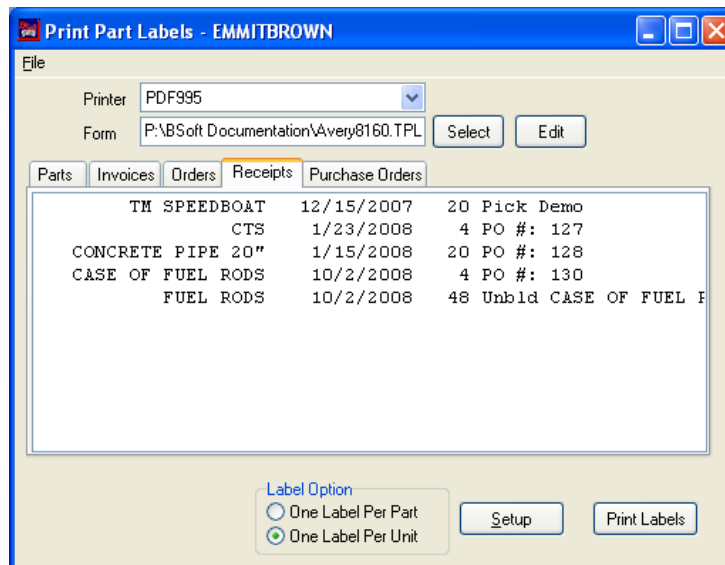 Print Part Labels - EMMITBROWN
File
Printer PDF995
Form P:\BSoft Documentation\Avery8160.TPL Select Edit
Parts Invoices Orders Receipts Purchase Orders
TM SPEEDBOAT 12/15/2007 20 Pick Demo
CTS 1/23/2008 4 PO #: 127
CONCRETE PIPE 20" 1/15/2008 20 PO #: 128
CASE OF FUEL RODS 10/2/2008 4 PO #: 130
FUEL RODS 10/2/2008 48 Unbld CASE OF FUEL
Label Option
One Label Per Part
One Label Per Unit
Setup Print Labels